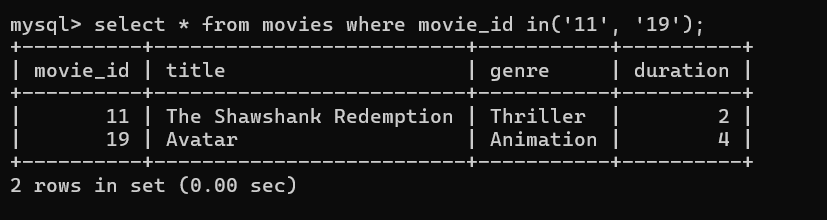 mysql> select * from movies where movie_id in('11', '19');
+----------+--------------------------+-----------+----------+
| movie_id | title                    | genre     | duration |
+----------+--------------------------+-----------+----------+
|       11 | The Shawshank Redemption | Thriller  |        2 |
|       19 | Avatar                   | Animation |        4 |
+----------+--------------------------+-----------+----------+
2 rows in set (0.00 sec)